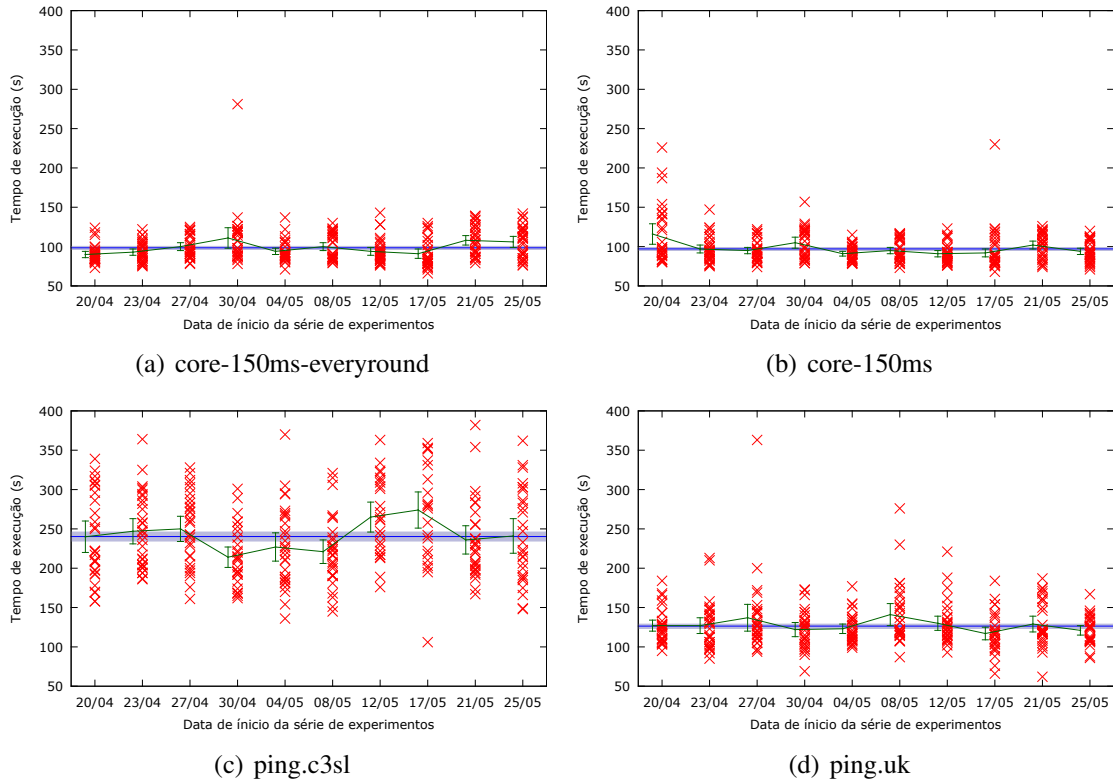 400
350
300
250
200
150
100
50
Tempo de execução (s)
20/04 23/04 27/04 30/04 04/05 08/05 12/05 17/05 21/05 25/05
Data de ínicio da série de experimentos
(a) core-150ms-everyround
400
350
300
250
200
150
100
50
Tempo de execução (s)
20/04 23/04 27/04 30/04 04/05 08/05 12/05 17/05 21/05 25/05
Data de ínicio da série de experimentos
(b) core-150ms
400
350
300
250
200
150
100
50
Tempo de execução (s)
20/04 23/04 27/04 30/04 04/05 08/05 12/05 17/05 21/05 25/05
Data de ínicio da série de experimentos
(c) ping.c3sl
400
350
300
250
200
150
100
50
Tempo de execução (s)
20/04 23/04 27/04 30/04 04/05 08/05 12/05 17/05 21/05 25/05
Data de ínicio da série de experimentos
(d) ping.uk